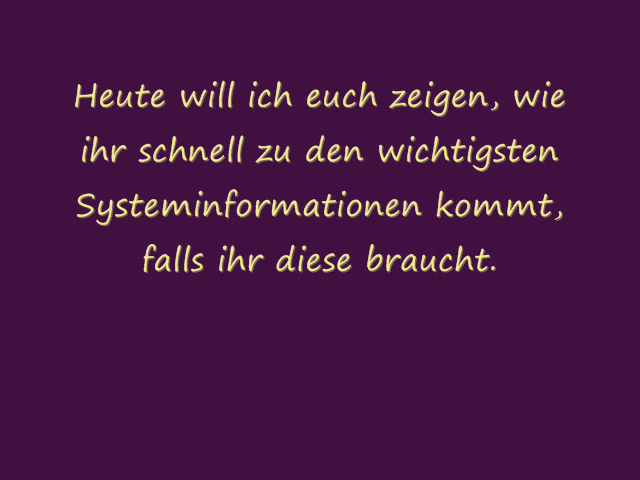 Heute will ich euch zeigen, wie
ihr schnell zu den wichtigsten
Systeminformationen kommt,
falls ihr diese braucht.